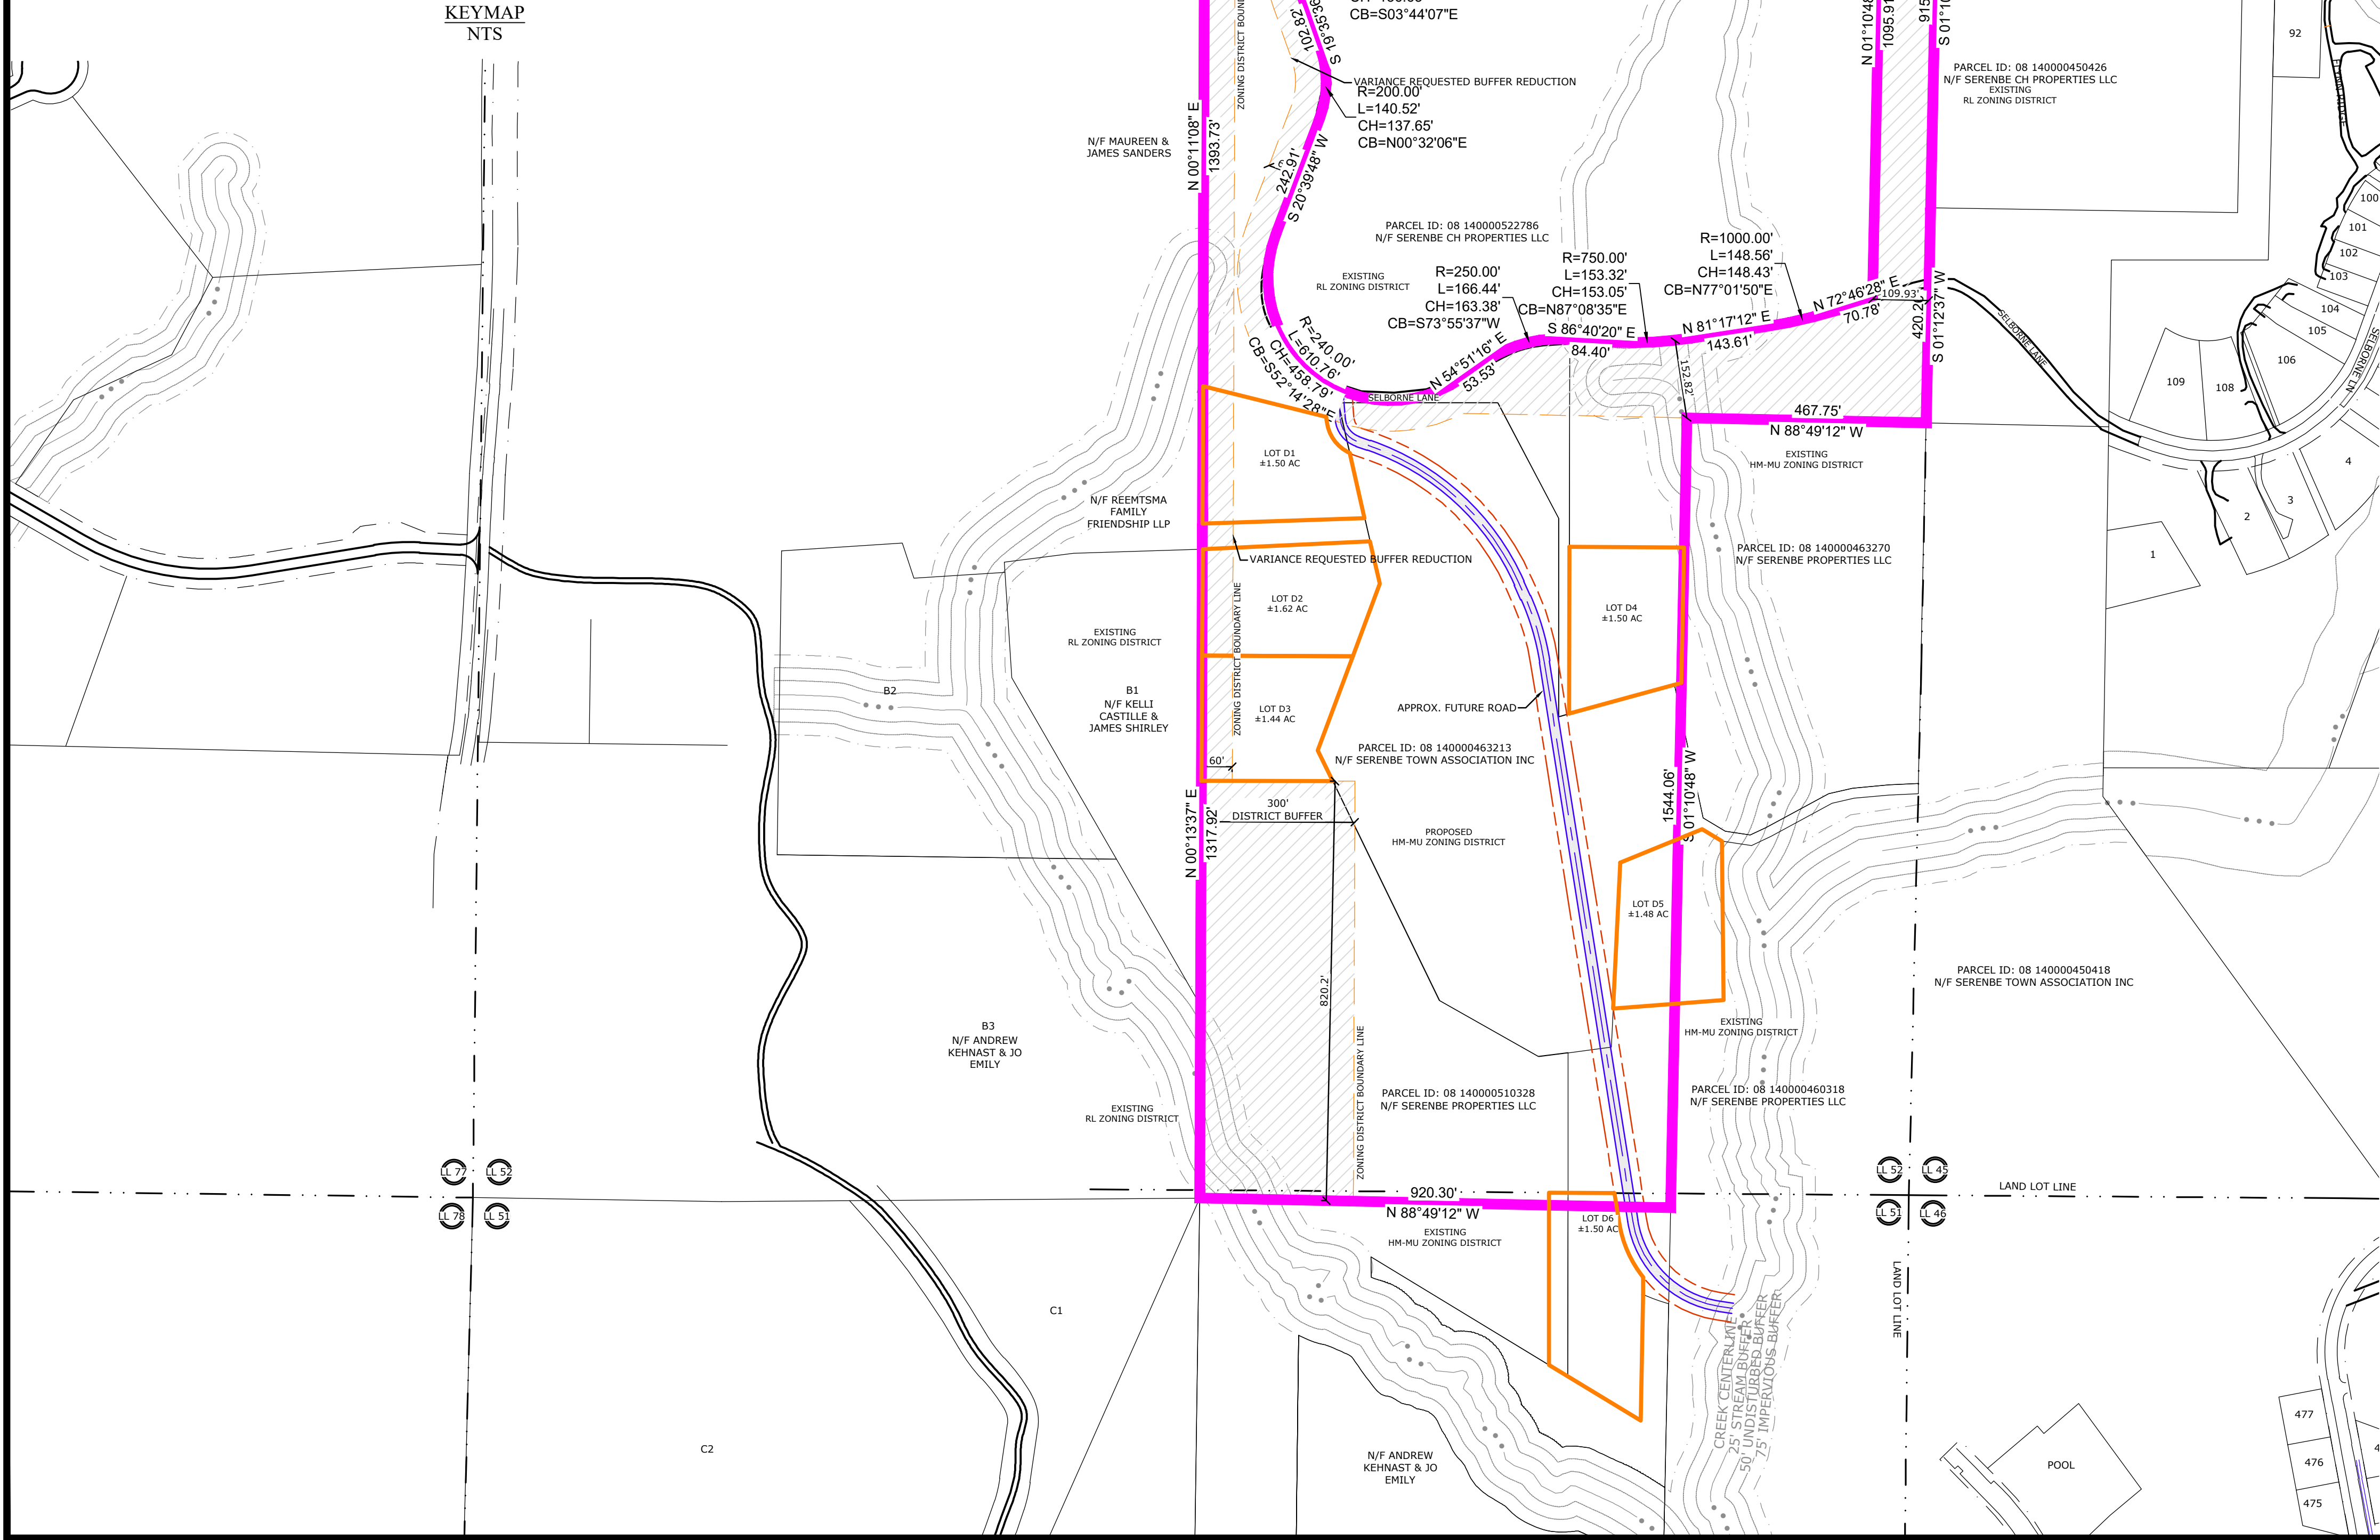 KEYMAP
NTS
ZONING DISTRICT BOUND
102.82'
S 19°35'36
CB=S03°44'07"E
VARIANCE REQUESTED BUFFER REDUCTION
R=200.00'
L=140.52'
CH=137.65'
CB=N00°32'06"E
N 00°11'08" E
1393.73'
N/F MAUREEN &
JAMES SANDERS
242.91'
S 20°39'48" W
N 01°10'48
1095.91
915
S 01°10
92
PARCEL ID: 08 140000450426
N/F SERENBE CH PROPERTIES LLC
EXISTING
RL ZONING DISTRICT
100
101
102
103
104
105
106
108
109
SELBORNE LANE
SELBORNE LN
PARCEL ID: 08 140000522786
N/F SERENBE CH PROPERTIES LLC
EXISTING
RL ZONING DISTRICT
R=250.00'
L=166.44'
CH=163.38'
CB=S73°55'37"W
R=750.00'
L=153.32'
CH=153.05'
CB=N87°08'35"E
R=1000.00'
L=148.56'
CH=148.43'
CB=N77°01'50"E
N 72°46'28" E
70.78'
109.93'
420.20'
S 01°12'37" W
S 86°40'20" E
84.40'
N 81°17'12" E
143.61'
152.82'
N 54°51'16" E
53.53'
R=240.00'
L=610.76'
CH=458.79'
CB=S52°14'28"E
SELBORNE LANE
467.75'
N 88°49'12" W
EXISTING
HM-MU ZONING DISTRICT
4
3
2
1
LOT D1
±1.50 AC
N/F REEMTSMA
FAMILY
FRIENDSHIP LLP
VARIANCE REQUESTED BUFFER REDUCTION
PARCEL ID: 08 140000463270
N/F SERENBE PROPERTIES LLC
LOT D2
±1.62 AC
LOT D4
±1.50 AC
ZONING DISTRICT BOUNDARY LINE
EXISTING
RL ZONING DISTRICT
B2
B1
N/F KELLI
CASTILLE &
JAMES SHIRLEY
LOT D3
±1.44 AC
APPROX. FUTURE ROAD
PARCEL ID: 08 140000463213
N/F SERENBE TOWN ASSOCIATION INC
60'
300'
DISTRICT BUFFER
N 00°13'37" E
1317.92'
1544.06'
S 01°10'48" W
PROPOSED
HM-MU ZONING DISTRICT
LOT D5
±1.48 AC
820.2'
PARCEL ID: 08 140000450418
N/F SERENBE TOWN ASSOCIATION INC
EXISTING
HM-MU ZONING DISTRICT
B3
N/F ANDREW
KEHNAST & JO
EMILY
ZONING DISTRICT BOUNDARY LINE
PARCEL ID: 08 140000510328
N/F SERENBE PROPERTIES LLC
PARCEL ID: 08 140000460318
N/F SERENBE PROPERTIES LLC
EXISTING
RL ZONING DISTRICT
LL 77
LL 52
LL 78
LL 51
LL 52
LL 45
LL 51
LL 46
LAND LOT LINE
920.30'
N 88°49'12" W
EXISTING
HM-MU ZONING DISTRICT
LOT D6
±1.50 AC
LAND LOT LINE
CREEK CENTERLINE
25' STREAM BUFFER
50' UNDISTURBED BUFFER
75' IMPERVIOUS BUFFER
C1
C2
N/F ANDREW
KEHNAST & JO
EMILY
POOL
477
476
475